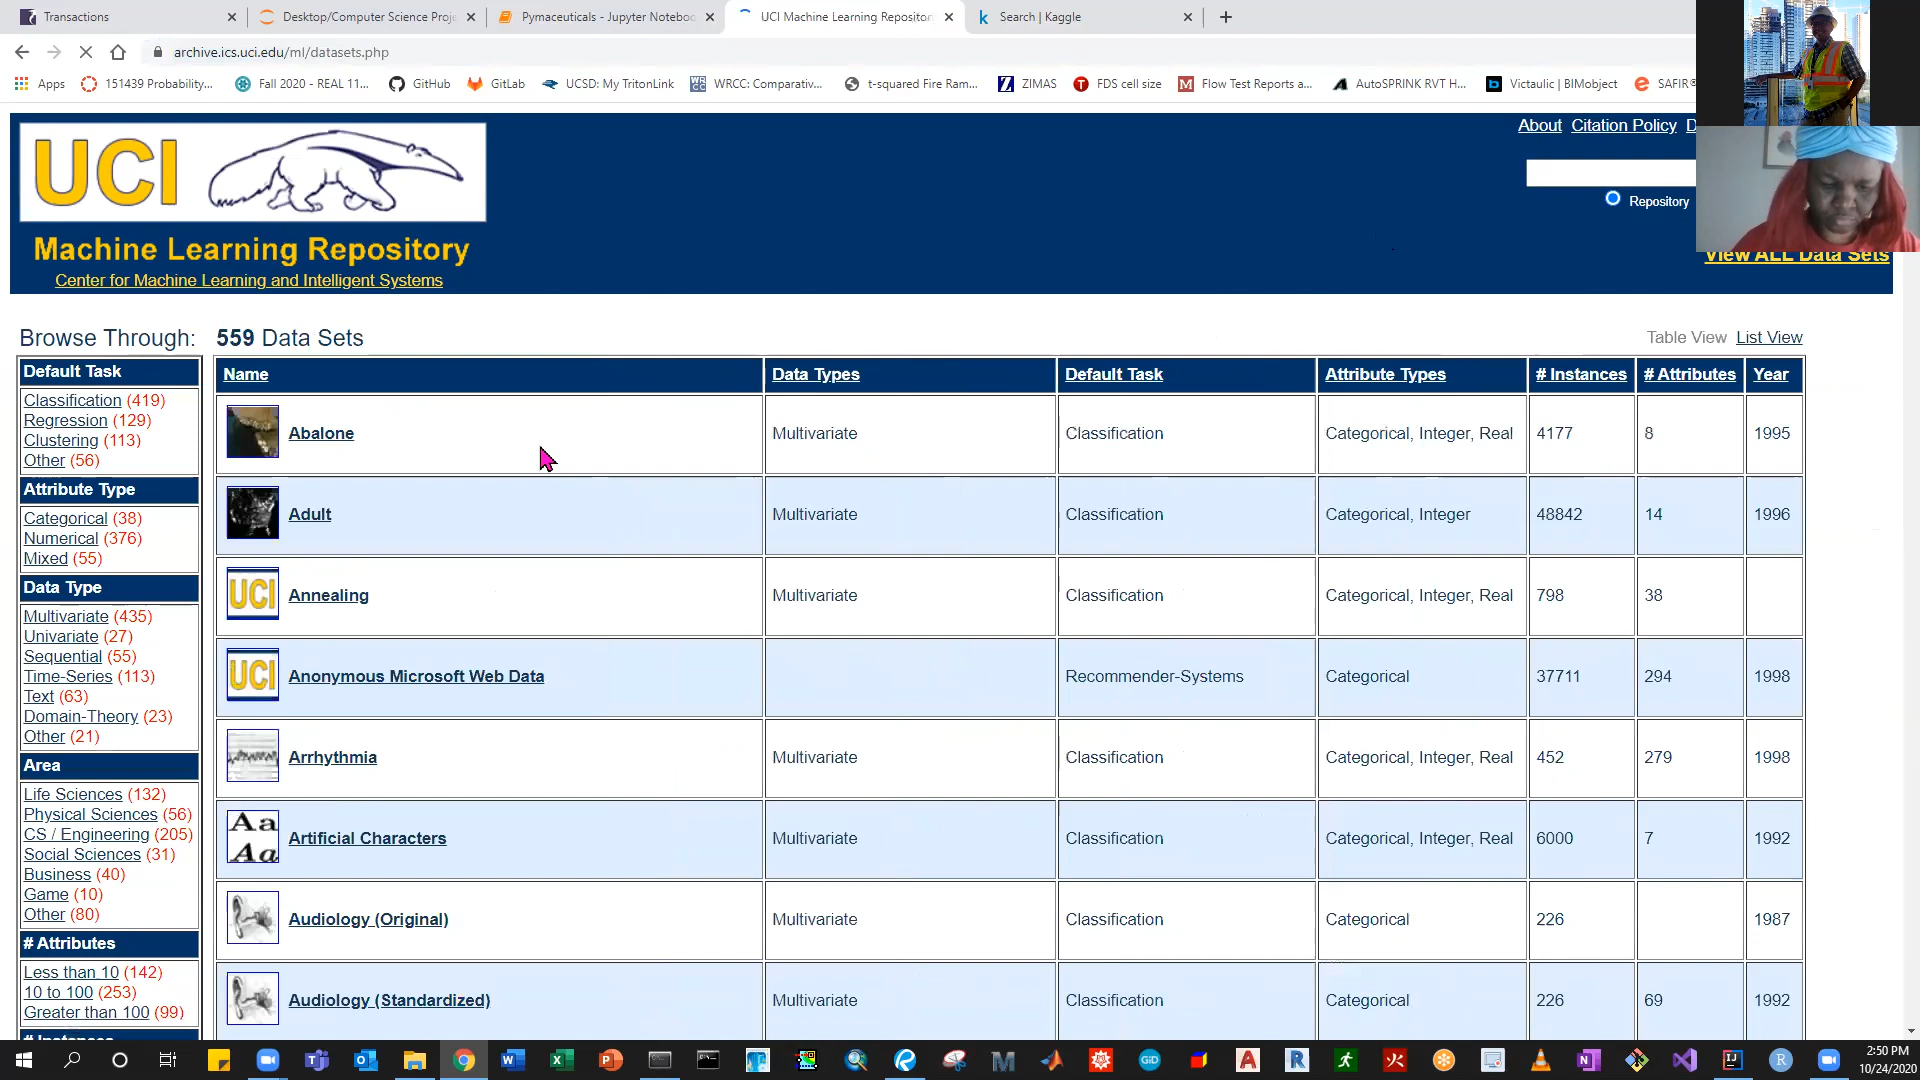 Transactions
Desktop/Computer Science Proje
Pymaceuticals - Jupyter Notebo
UCI Machine Learning Repositor
Search | Kaggle
archive.ics.uci.edu/ml/datasets.php
Apps
151439 Probability...
Fall 2020 - REAL 11...
GitHub
GitLab
UCSD: My TritonLink
WRCC: Comparativ...
t-squared Fire Ram...
ZIMAS
FDS cell size
Flow Test Reports a...
AutoSPRINK RVT H...
Victaulic | BIMobject
SAFIR®
About Citation Policy D
UCI
Machine Learning Repository
Center for Machine Learning and Intelligent Systems
Repository
View ALL Data Sets
Browse Through:
559 Data Sets
Table View List View
Default Task
Classification (419)
Regression (129)
Clustering (113)
Other (56)
Attribute Type
Categorical (38)
Numerical (376)
Mixed (55)
Data Type
Multivariate (435)
Univariate (27)
Sequential (55)
Time-Series (113)
Text (63)
Domain-Theory (23)
Other (21)
Area
Life Sciences (132)
Physical Sciences (56)
CS / Engineering (205)
Social Sciences (31)
Business (40)
Game (10)
Other (80)
# Attributes
Less than 10 (142)
10 to 100 (253)
Greater than 100 (99)
# Instances
Name Data Types Default Task Attribute Types # Instances # Attributes Year
Abalone Multivariate Classification Categorical, Integer, Real 4177 8 1995
Adult Multivariate Classification Categorical, Integer 48842 14 1996
UCI Annealing Multivariate Classification Categorical, Integer, Real 798 38
UCI Anonymous Microsoft Web Data Recommender-Systems Categorical 37711 294 1998
Arrhythmia Multivariate Classification Categorical, Integer, Real 452 279 1998
Aa
Aa
Artificial Characters Multivariate Classification Categorical, Integer, Real 6000 7 1992
Audiology (Original) Multivariate Classification Categorical 226 1987
Audiology (Standardized) Multivariate Classification Categorical 226 69 1992
2:50 PM
10/24/2020